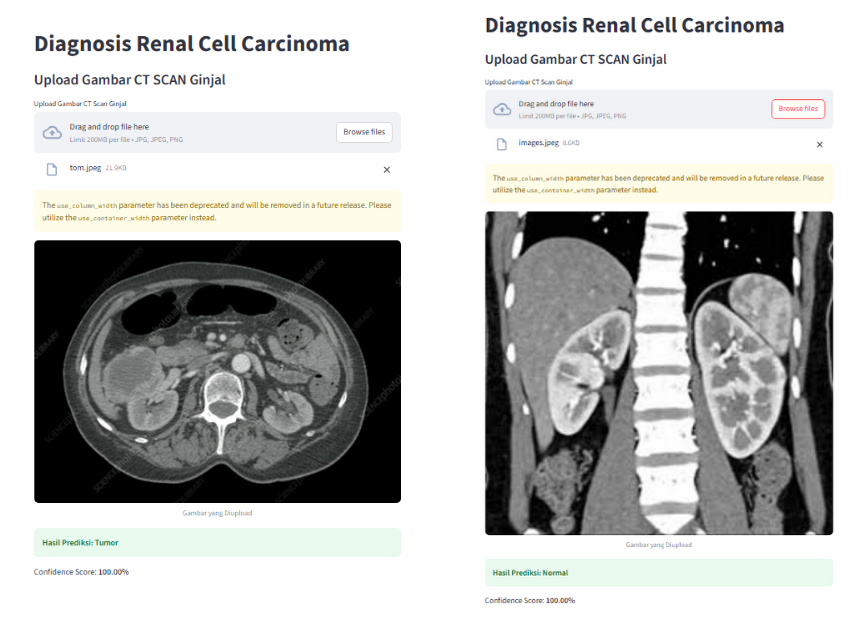 Diagnosis Renal Cell Carcinoma
Upload Gambar CT SCAN Ginjal
Upload Gambar CT Scan Ginjal
Drag and drop file here
Limit 200MB per file • JPG, JPEG, PNG
Browse files
tom.jpeg 21.9KB
The use_column_width parameter has been deprecated and will be removed in a future release. Please
utilize the use_container_width parameter instead.
Gambar yang Diupload
Hasil Prediksi: Tumor
Confidence Score: 100.00%
Diagnosis Renal Cell Carcinoma
Upload Gambar CT SCAN Ginjal
Upload Gambar CT Scan Ginjal
Drag and drop file here
Limit 200MB per file • JPG, JPEG, PNG
Browse files
images.jpeg 8.6KB
The use_column_width parameter has been deprecated and will be removed in a future release. Please
utilize the use_container_width parameter instead.
Gambar yang Diupload
Hasil Prediksi: Normal
Confidence Score: 100.00%